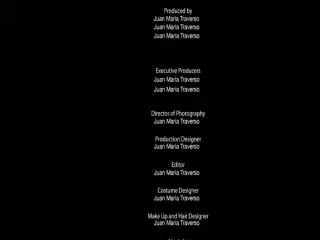 Produced by
Juan Maria Traverso
Juan Maria Traverso
Juan Maria Traverso
Executive Producers
Juan Maria Traverso
Juan Maria Traverso
Director of Photography
Juan Maria Traverso
Production Designer
Juan Maria Traverso
Editor
Juan Maria Traverso
Costume Designer
Juan Maria Traverso
Make Up and Hair Designer
Juan Maria Traverso